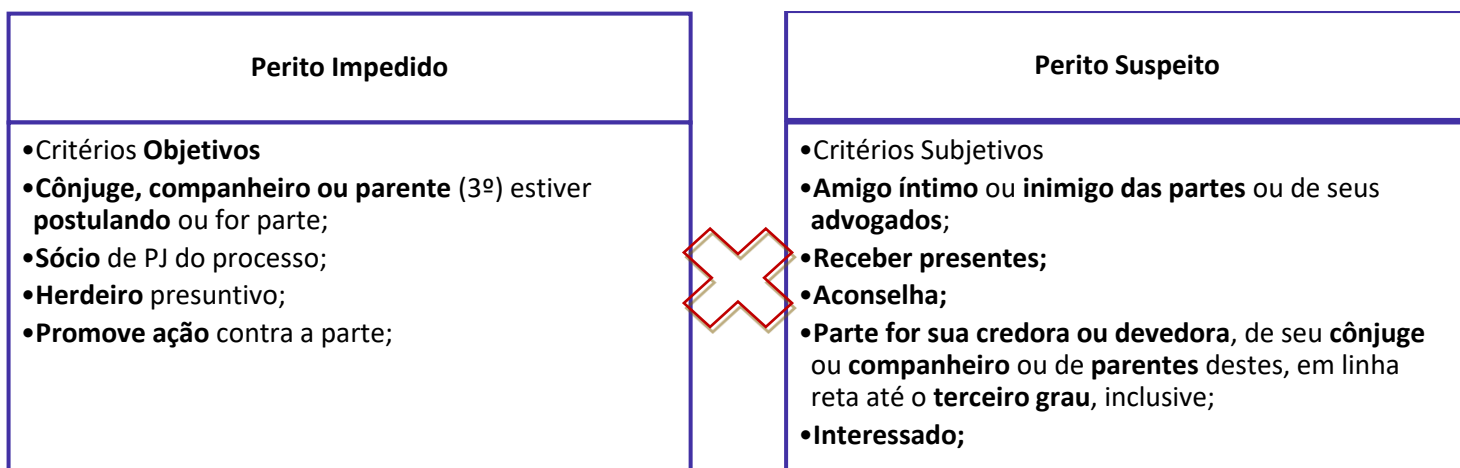 Perito Impedido
•Critérios Objetivos
•Cônjuge, companheiro ou parente (3º) estiver
postulando ou for parte;
•Sócio de PJ do processo;
•Herdeiro presuntivo;
•Promove ação contra a parte;
Perito Suspeito
•Critérios Subjetivos
•Amigo íntimo ou inimigo das partes ou de seus
advogados;
•Receber presentes;
•Aconselha;
•Parte for sua credora ou devedora, de seu cônjuge
ou companheiro ou de parentes destes, em linha
reta até o terceiro grau, inclusive;
•Interessado;